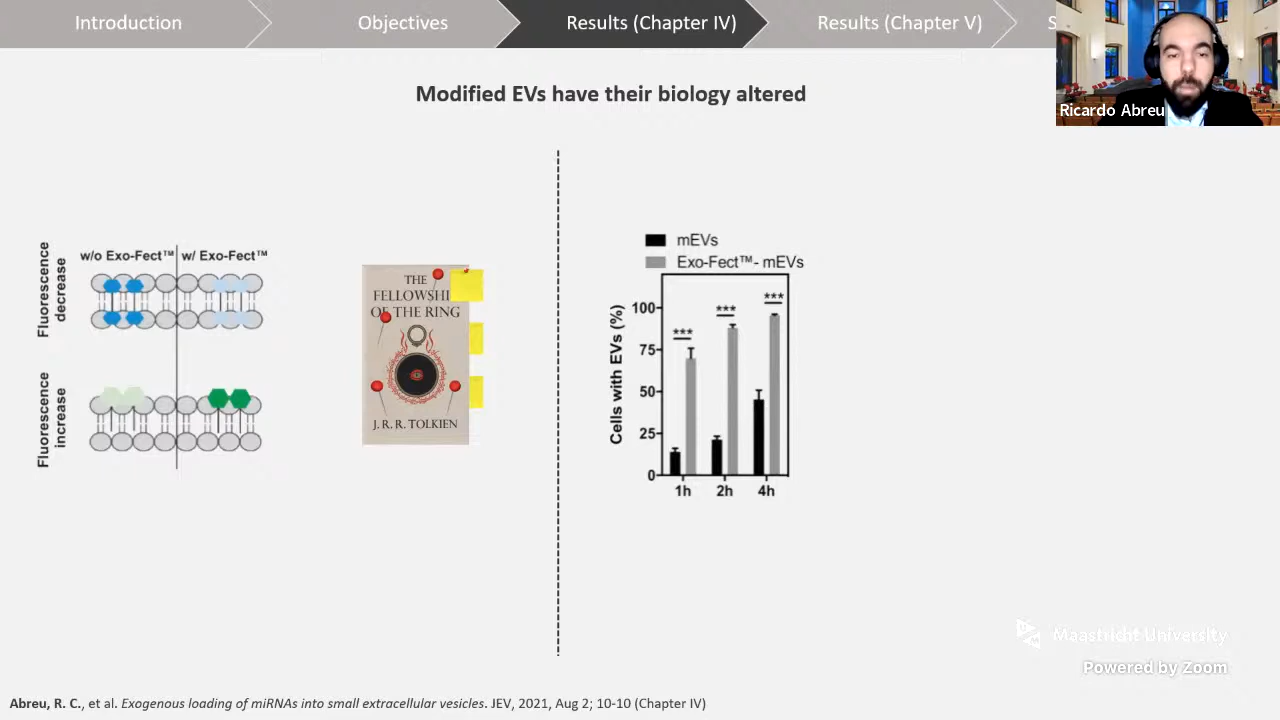 Introduction
Objectives
Results (Chapter IV)
Results (Chapter V)
S
Ricardo Abreu
Modified EVs have their biology altered
w/o Exo-Fect™
w/ Exo-Fect™
Fluorescence
decrease
Fluorescence
increase
THE
FELLOWSHI
OF THE RING
J. R. R. TOLKIEN
mEVs
Exo-Fect™- mEVs
Cells with EVs (%)
100
75
50
25
0
***
***
***
1h
2h
4h
Maastricht University
Powered by Zoom
Abreu, R. C., et al. Exogenous loading of miRNAs into small extracellular vesicles. JEV, 2021, Aug 2; 10-10 (Chapter IV)